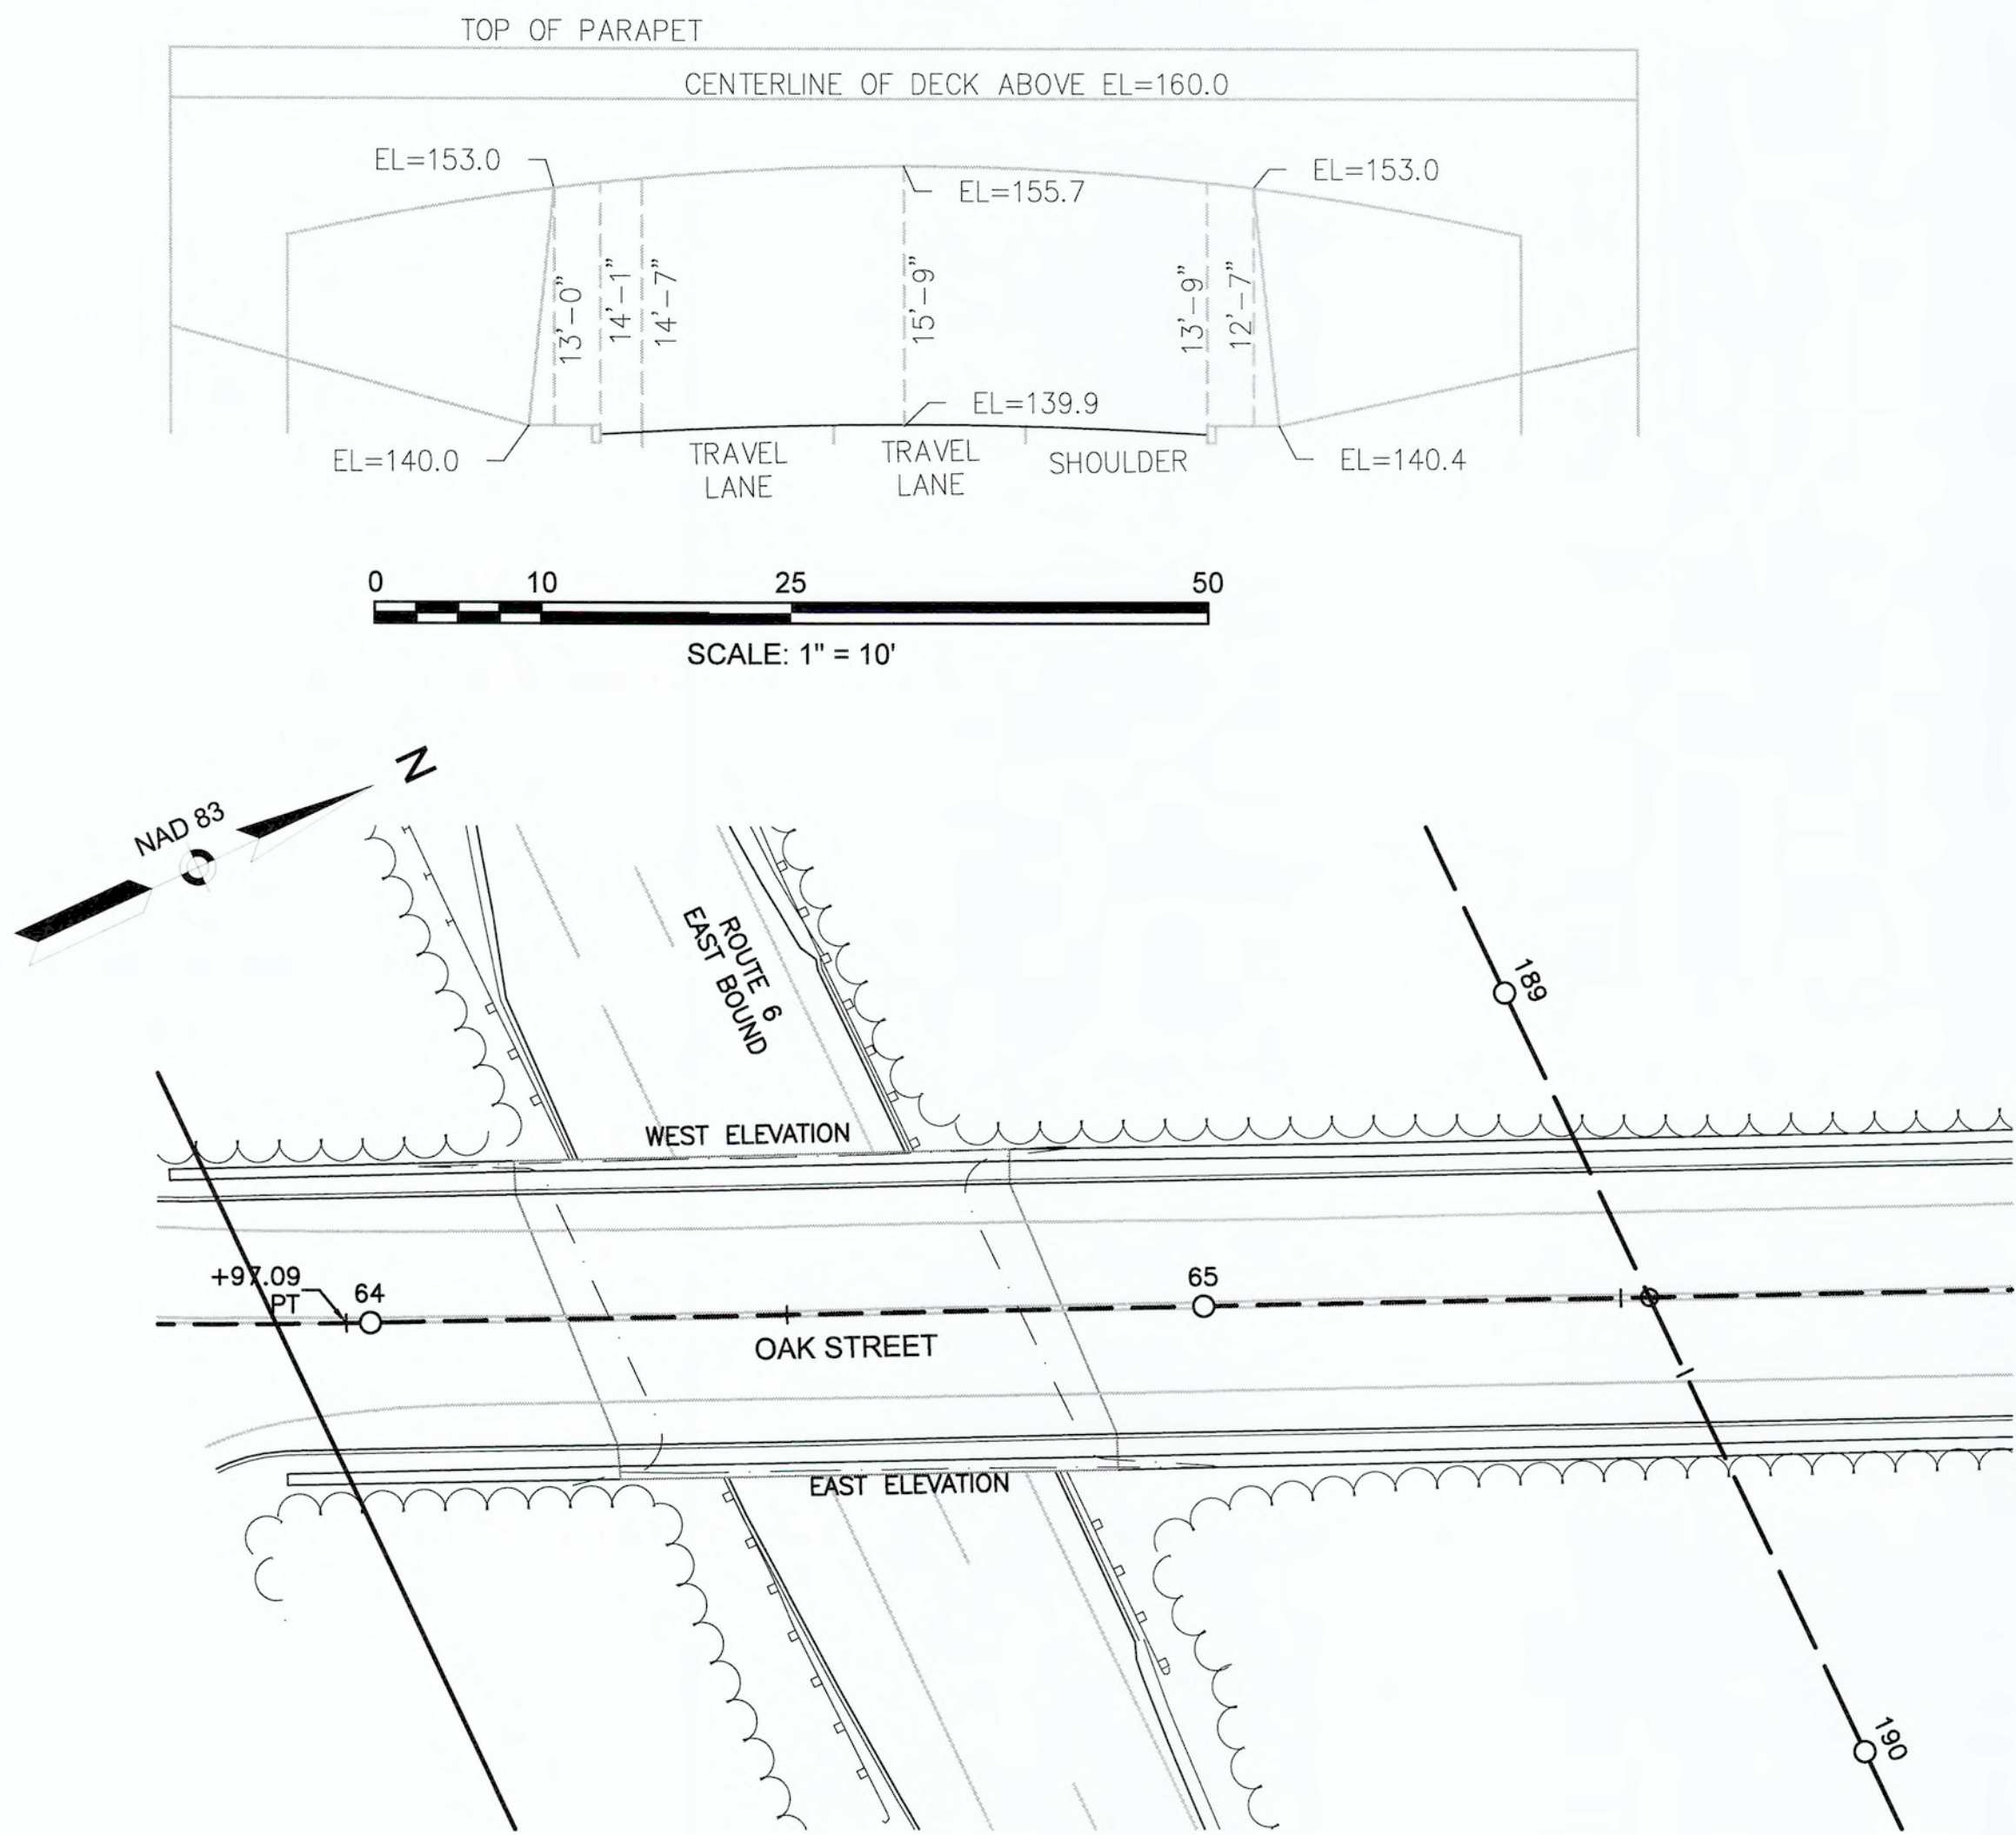 TOP OF PARAPET
CENTERLINE OF DECK ABOVE EL=160.0
EL=153.0
EL=155.7
EL=153.0
13'-0"
14'-1"
14'-7"
15'-9"
13'-9"
12'-7"
EL=139.9
EL=140.0
TRAVEL
LANE
TRAVEL
LANE
SHOULDER
EL=140.4
0 10 25 50
SCALE: 1" = 10'
N
NAD 83
ROUTE 6
EAST BOUND
189
WEST ELEVATION
+97.09
PT
64
65
OAK STREET
EAST ELEVATION
190